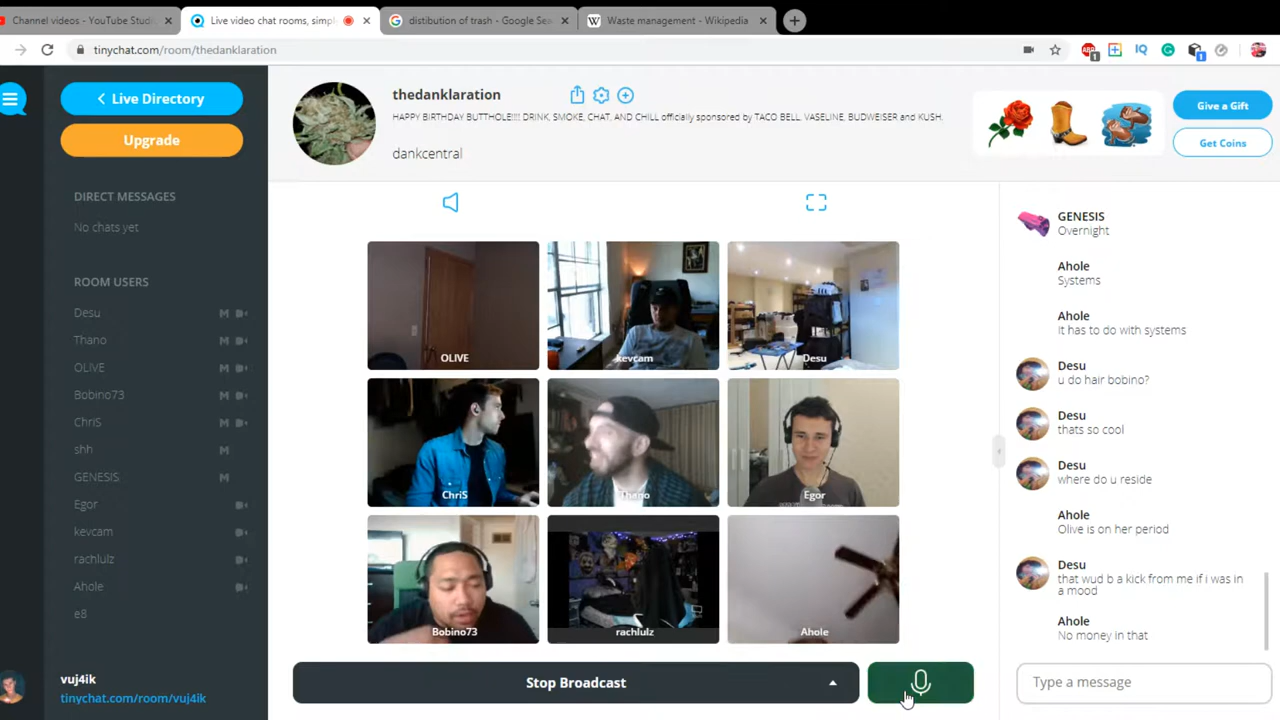 Channel videos - YouTube Studi
Live video chat rooms, simpl
distibution of trash - Google Sea
Waste management - Wikipedia
tinychat.com/room/thedanklaration
Live Directory
Upgrade
DIRECT MESSAGES
No chats yet
ROOM USERS
Desu M
Thano M
OLIVE M
Bobino73 M
ChriS M
shh M
GENESIS M
Egor
kevcam
rachlulz
Ahole
e8
vuj4ik
tinychat.com/room/vuj4ik
thedanklaration
HAPPY BIRTHDAY BUTTHOLE!!!! DRINK, SMOKE, CHAT, AND CHILL officially sponsored by TACO BELL, VASELINE, BUDWEISER and KUSH.
dankcentral
Give a Gift
Get Coins
OLIVE
kevcam
Desu
ChriS
Thano
Egor
Bobino73
rachlulz
Ahole
Stop Broadcast
GENESIS
Overnight
Ahole
Systems
Ahole
It has to do with systems
Desu
u do hair bobino?
Desu
thats so cool
Desu
where do u reside
Ahole
Olive is on her period
Desu
that wud b a kick from me if i was in
a mood
Ahole
No money in that
Type a message